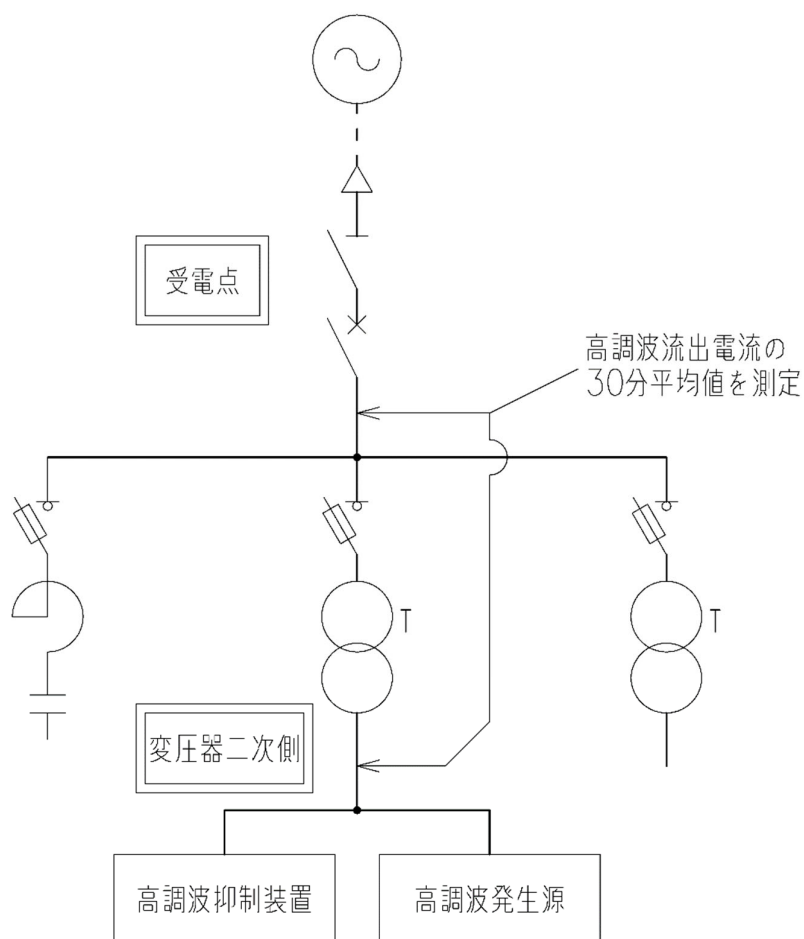 受電点
高調波流出電流の
30分平均値を測定
T
T
変圧器二次側
高調波抑制装置
高調波発生源